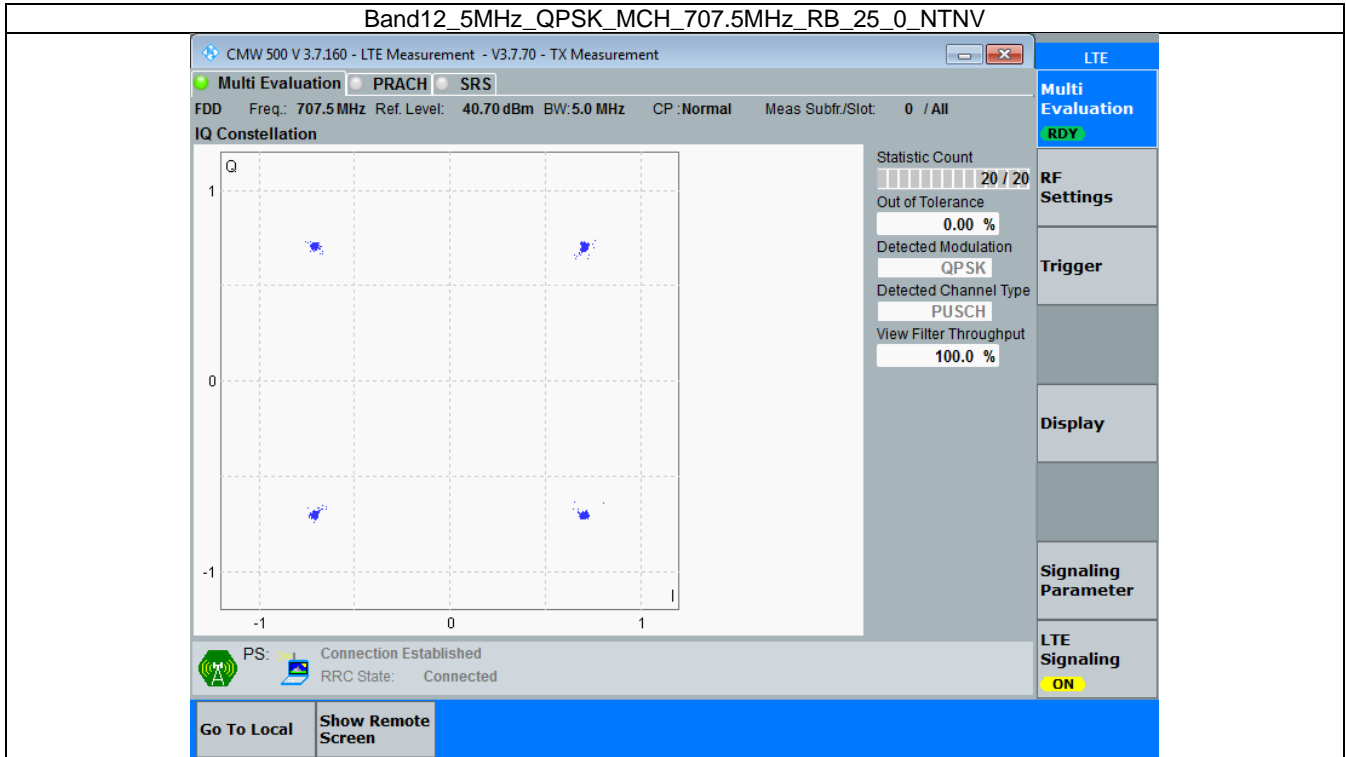 Band12_5MHz_QPSK_MCH_707.5MHz_RB_25_0_NTNV
CMW 500 V 3.7.160 - LTE Measurement - V3.7.70 - TX Measurement
LTE
Multi Evaluation PRACH SRS
FDD Freq.: 707.5 MHz Ref. Level: 40.70 dBm BW:5.0 MHz CP :Normal Meas Subfr./Slot: 0 / All
IQ Constellation
Multi
Evaluation
RDY
Q
1
0
-1
I
-1 0 1
Statistic Count
20 / 20
Out of Tolerance
0.00 %
Detected Modulation
QPSK
Detected Channel Type
PUSCH
View Filter Throughput
100.0 %
RF
Settings
Trigger
Display
Signaling
Parameter
LTE
Signaling
ON
PS: Connection Established
RRC State: Connected
Go To Local
Show Remote
Screen